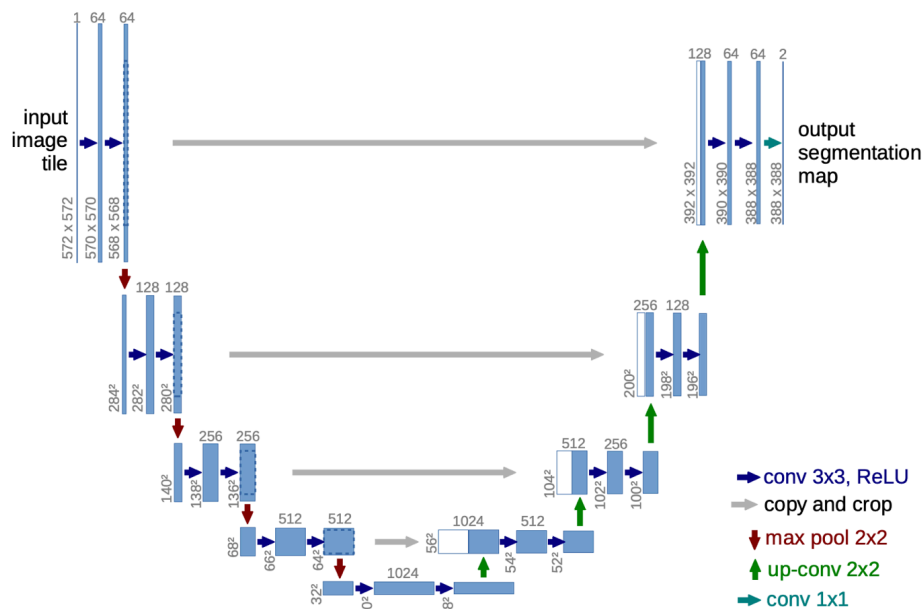 1 64 64
input
image
tile
572 x 572
570 x 570
568 x 568
128 64 64 2
output
segmentation
map
392 x 392
390 x 390
388 x 388
388 x 388
128 128
284²
282²
280²
256 128
200²
198²
196²
256 256
140²
138²
136²
512 256
104²
102²
100²
512 512
68²
66²
64²
1024 512
56²
54²
52²
1024
32²
0²
8²
conv 3x3, ReLU
copy and crop
max pool 2x2
up-conv 2x2
conv 1x1